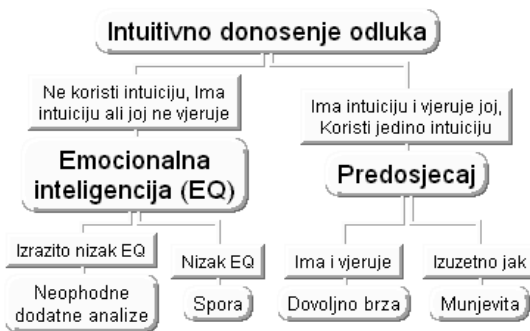 Intuitivno donosenje odluka
Ne koristi intuiciju, Ima
intuiciju ali joj ne vjeruje
Ima intuiciju i vjeruje joj,
Koristi jedino intuiciju
Emocionalna
inteligencija (EQ)
Predosjecaj
Izrazito nizak EQ
Nizak EQ
Ima i vjeruje
Izuzetno jak
Neophodne
dodatne analize
Spora
Dovoljno brza
Munjevita